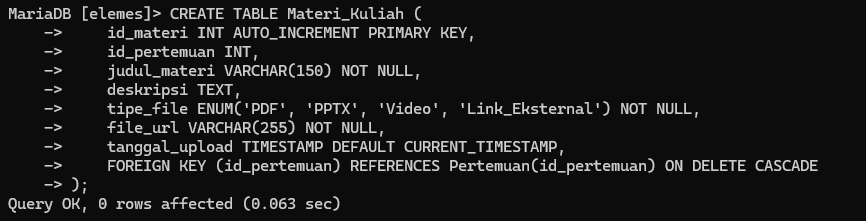 MariaDB [elemes]> CREATE TABLE Materi_Kuliah (
    ->     id_materi INT AUTO_INCREMENT PRIMARY KEY,
    ->     id_pertemuan INT,
    ->     judul_materi VARCHAR(150) NOT NULL,
    ->     deskripsi TEXT,
    ->     tipe_file ENUM('PDF', 'PPTX', 'Video', 'Link_Eksternal') NOT NULL,
    ->     file_url VARCHAR(255) NOT NULL,
    ->     tanggal_upload TIMESTAMP DEFAULT CURRENT_TIMESTAMP,
    ->     FOREIGN KEY (id_pertemuan) REFERENCES Pertemuan(id_pertemuan) ON DELETE CASCADE
    -> );
Query OK, 0 rows affected (0.063 sec)